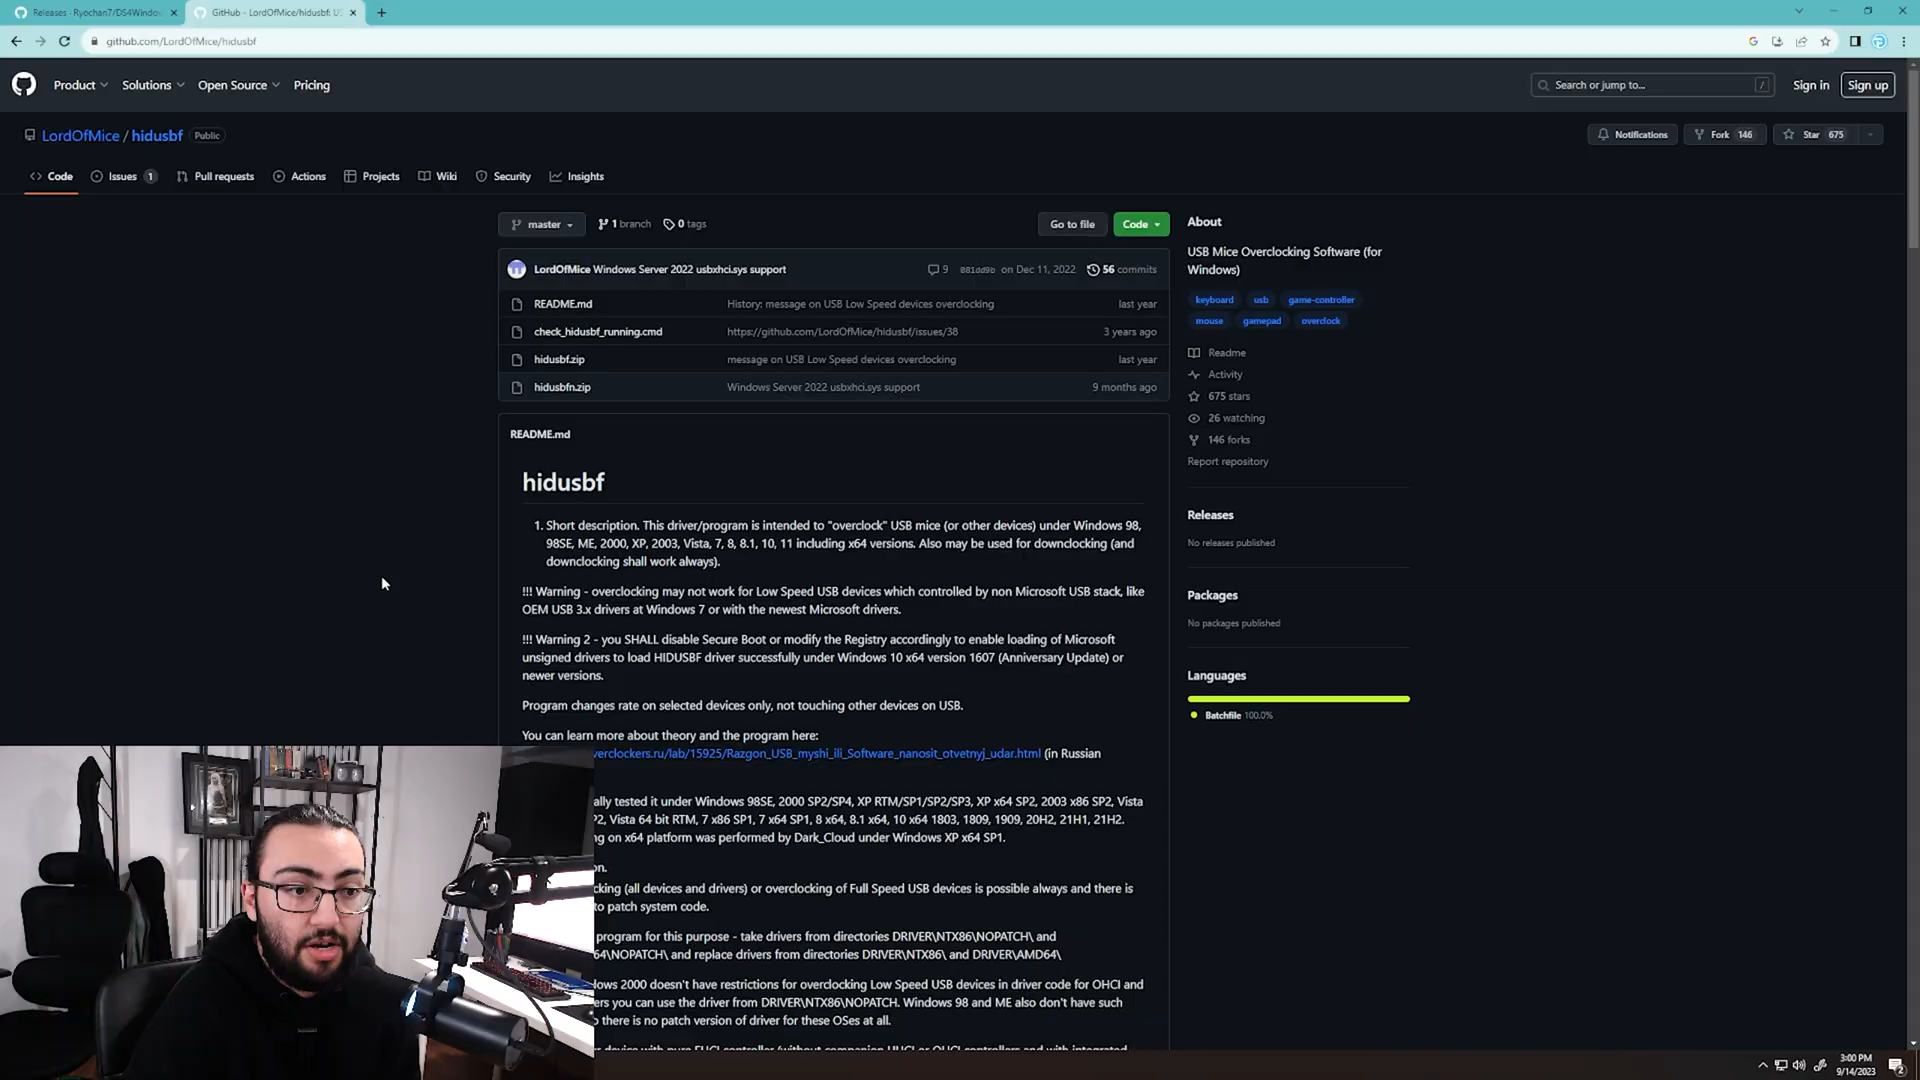 Releases · Ryochan7/DS4Window
GitHub - LordOfMice/hidusbf: US
github.com/LordOfMice/hidusbf
Product
Solutions
Open Source
Pricing
Search or jump to...
/
Sign in
Sign up
LordOfMice / hidusbf
Public
Notifications
Fork 146
Star 675
Code
Issues 1
Pull requests
Actions
Projects
Wiki
Security
Insights
master
1 branch
0 tags
Go to file
Code
LordOfMice Windows Server 2022 usbxhci.sys support
9
081dd9b on Dec 11, 2022
56 commits
README.md
History: message on USB Low Speed devices overclocking
last year
check_hidusbf_running.cmd
https://github.com/LordOfMice/hidusbf/issues/38
3 years ago
hidusbf.zip
message on USB Low Speed devices overclocking
last year
hidusbfn.zip
Windows Server 2022 usbxhci.sys support
9 months ago
README.md
hidusbf
1. Short description. This driver/program is intended to "overclock" USB mice (or other devices) under Windows 98,
98SE, ME, 2000, XP, 2003, Vista, 7, 8, 8.1, 10, 11 including x64 versions. Also may be used for downclocking (and
downclocking shall work always).
!!! Warning - overclocking may not work for Low Speed USB devices which controlled by non Microsoft USB stack, like
OEM USB 3.x drivers at Windows 7 or with the newest Microsoft drivers.
!!! Warning 2 - you SHALL disable Secure Boot or modify the Registry accordingly to enable loading of Microsoft
unsigned drivers to load HIDUSBF driver successfully under Windows 10 x64 version 1607 (Anniversary Update) or
newer versions.
Program changes rate on selected devices only, not touching other devices on USB.
You can learn more about theory and the program here:
verclockers.ru/lab/15925/Razgon_USB_myshi_ili_Software_nanosit_otvetnyj_udar.html (in Russian
ally tested it under Windows 98SE, 2000 SP2/SP4, XP RTM/SP1/SP2/SP3, XP x64 SP2, 2003 x86 SP2, Vista
P2, Vista 64 bit RTM, 7 x86 SP1, 7 x64 SP1, 8 x64, 8.1 x64, 10 x64 1803, 1809, 1909, 20H2, 21H1, 21H2.
ng on x64 platform was performed by Dark_Cloud under Windows XP x64 SP1.
on.
cking (all devices and drivers) or overclocking of Full Speed USB devices is possible always and there is
to patch system code.
program for this purpose - take drivers from directories DRIVER\NTX86\NOPATCH\ and
64\NOPATCH\ and replace drivers from directories DRIVER\NTX86\ and DRIVER\AMD64\
dows 2000 doesn't have restrictions for overclocking Low Speed USB devices in driver code for OHCI and
ers you can use the driver from DRIVER\NTX86\NOPATCH. Windows 98 and ME also don't have such
o there is no patch version of driver for these OSes at all.
device with pure EHCI controller (without companion UHCI or OHCI controllers and with integrated
About
USB Mice Overclocking Software (for
Windows)
keyboard
usb
game-controller
mouse
gamepad
overclock
Readme
Activity
675 stars
26 watching
146 forks
Report repository
Releases
No releases published
Packages
No packages published
Languages
Batchfile 100.0%
3:00 PM
9/14/2023
2